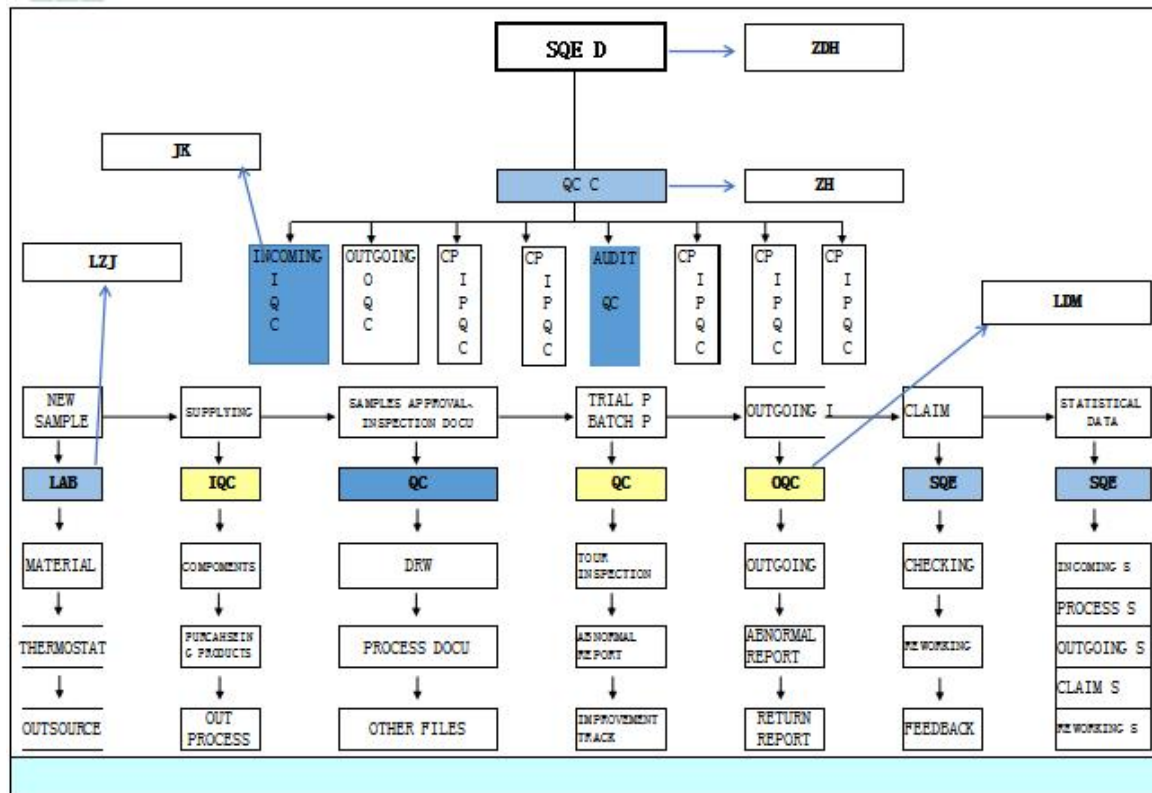 SQE D
ZDH
JK
QC C
ZH
LZJ
INCOMING
I
Q
C
OUTGOING
O
Q
C
CP
I
P
Q
C
CP
I
P
Q
C
AUDIT
QC
CP
I
P
Q
C
CP
I
P
Q
C
CP
I
P
Q
C
LDM
NEW
SAMPLE
SUPPLYING
SAMPLES APPROVAL、
INSPECTION DOCU
TRIAL P
BATCH P
OUTGOING I
CLAIM
STATISTICAL
DATA
LAB
IQC
QC
QC
OQC
SQE
SQE
MATERIAL
COMPOMENTS
DRW
TOUR
INSPECTION
OUTGOING
CHECKING
INCOMING S
PROCESS S
THERMOSTAT
PURCAHSEIN
G PRODUCTS
PROCESS DOCU
ABNORMAL
REPORT
ABNORMAL
REPORT
REWORKING
OUTGOING S
CLAIM S
OUTSOURCE
OUT
PROCESS
OTHER FILES
IMPROVEMENT
TRACK
RETURN
REPORT
FEEDBACK
REWORKING S